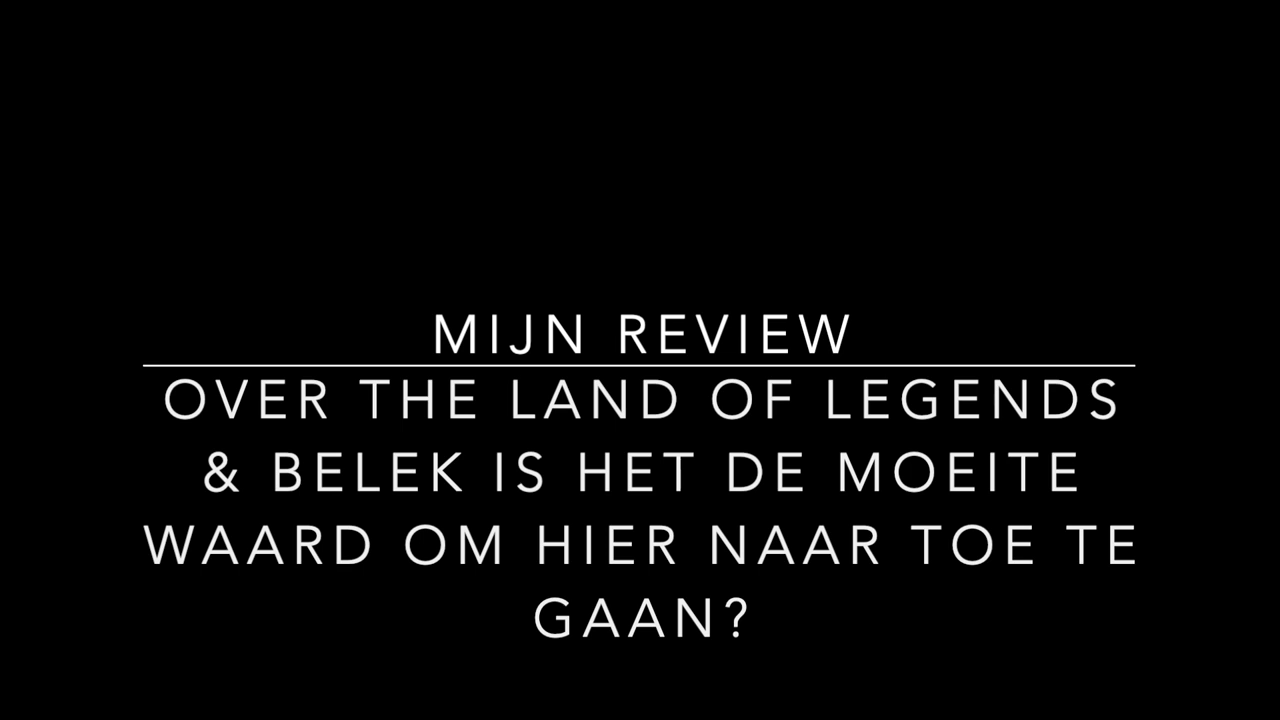 MIJN REVIEW
OVER THE LAND OF LEGENDS
& BELEK IS HET DE MOEITE
WAARD OM HIER NAAR TOE TE
GAAN?